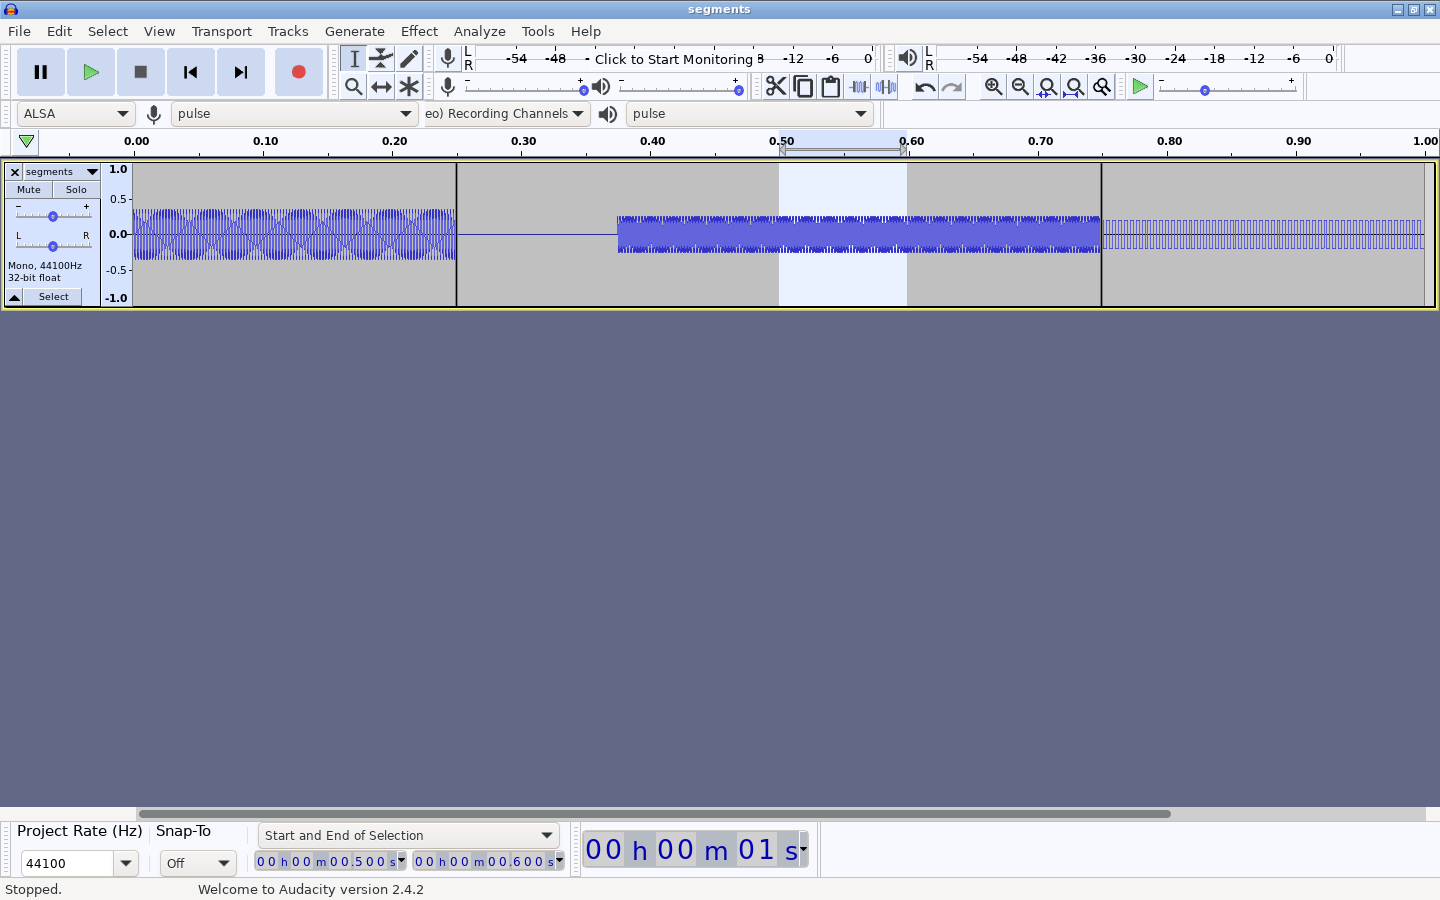 segments
File Edit Select View Transport Tracks Generate Effect Analyze Tools Help
L R -54 -48 - Click to Start Monitoring -12 -6 0 L R -54 -48 -42 -36 -30 -24 -18 -12 -6 0
- + - + - +
ALSA pulse eo) Recording Channels pulse
0.00 0.10 0.20 0.30 0.40 0.50 0.60 0.70 0.80 0.90 1.00
segments
Mute Solo
- +
L R
Mono, 44100Hz
32-bit float
Select
1.0
0.5
0.0
-0.5
-1.0
Project Rate (Hz) Snap-To Start and End of Selection
44100 Off 00 h 00 m 00.500 s 00 h 00 m 00.600 s
00 h 00 m 01 s
Stopped. Welcome to Audacity version 2.4.2